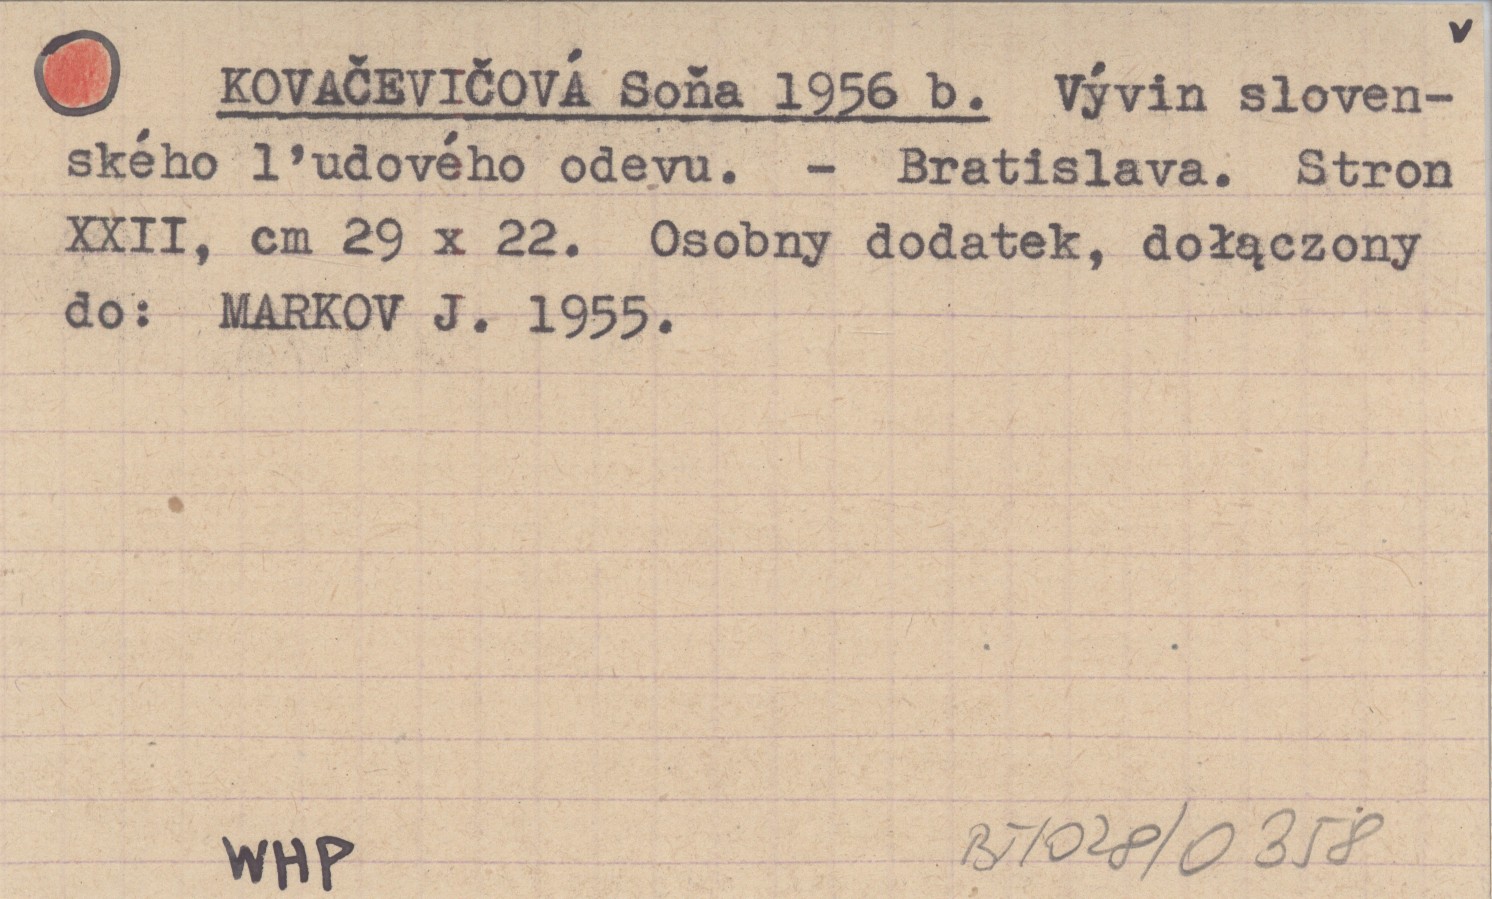 v
KOVAČEVIČOVÁ Soňa 1956 b. Vývin sloven-
ského l'udového odevu. - Bratislava. Stron
XXII, cm 29 x 22. Osobny dodatek, dołączony
do: MARKOV J. 1955.
WHP
BT/028/0358